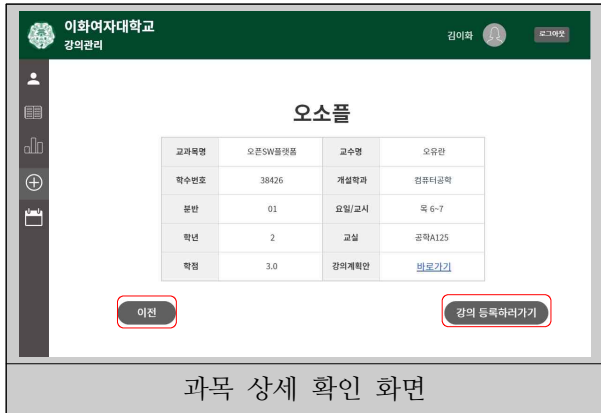 이화여자대학교
강의관리
김이화
로그아웃
오소플
교과목명 오픈SW플랫폼 교수명 오유란
학수번호 38426 개설학과 컴퓨터공학
분반 01 요일/교시 목 6~7
학년 2 교실 공학A125
학점 3.0 강의계획안 바로가기
이전
강의 등록하러가기
과목 상세 확인 화면